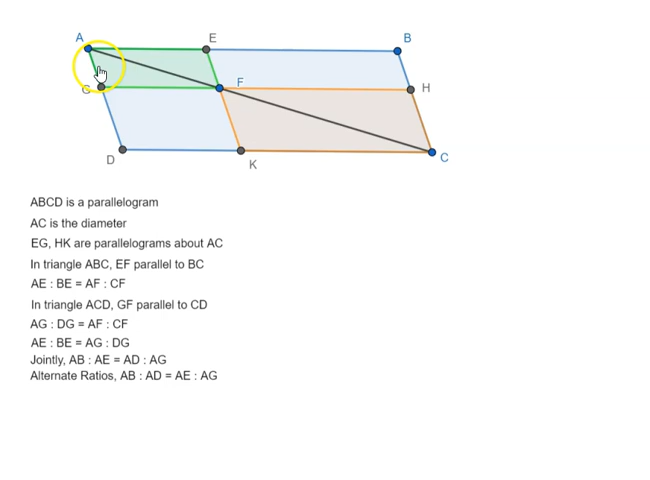 A
E
B
G
F
H
D
K
C
ABCD is a parallelogram
AC is the diameter
EG, HK are parallelograms about AC
In triangle ABC, EF parallel to BC
AE : BE = AF : CF
In triangle ACD, GF parallel to CD
AG : DG = AF : CF
AE : BE = AG : DG
Jointly, AB : AE = AD : AG
Alternate Ratios, AB : AD = AE : AG